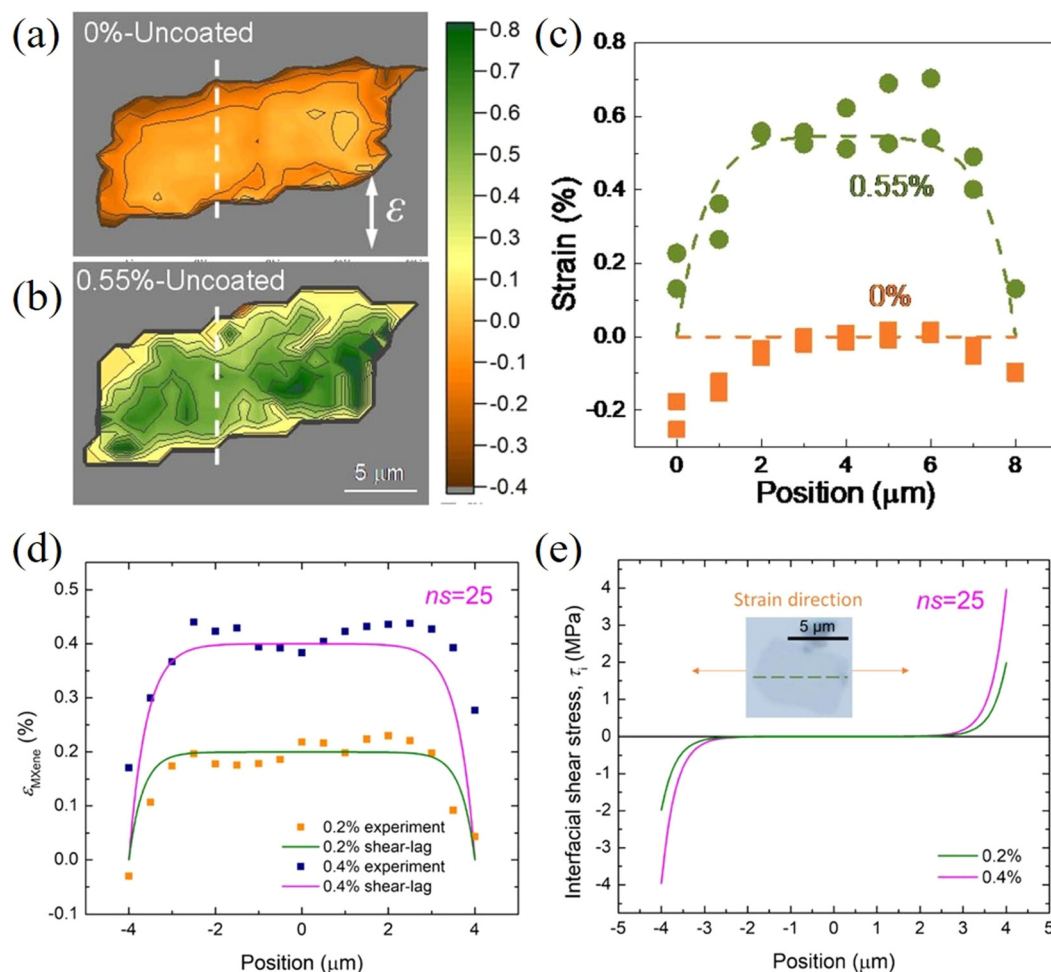 (a)
0%-Uncoated
ε
(b)
0.55%-Uncoated
5 μm
0.8
0.7
0.6
0.5
0.4
0.3
0.2
0.1
0.0
-0.1
-0.2
-0.3
-0.4
(c)
Strain (%)
0.8
0.6
0.4
0.2
0.0
-0.2
0.55%
0%
0 2 4 6 8
Position (μm)
(d)
ns=25
εMXene (%)
0.5
0.4
0.3
0.2
0.1
0.0
-0.1
0.2% experiment
0.2% shear-lag
0.4% experiment
0.4% shear-lag
-4 -2 0 2 4
Position (μm)
(e)
Interfacial shear stress, τi (MPa)
4
3
2
1
0
-1
-2
-3
-4
Strain direction
ns=25
5 μm
0.2%
0.4%
-5 -4 -3 -2 -1 0 1 2 3 4 5
Position (μm)